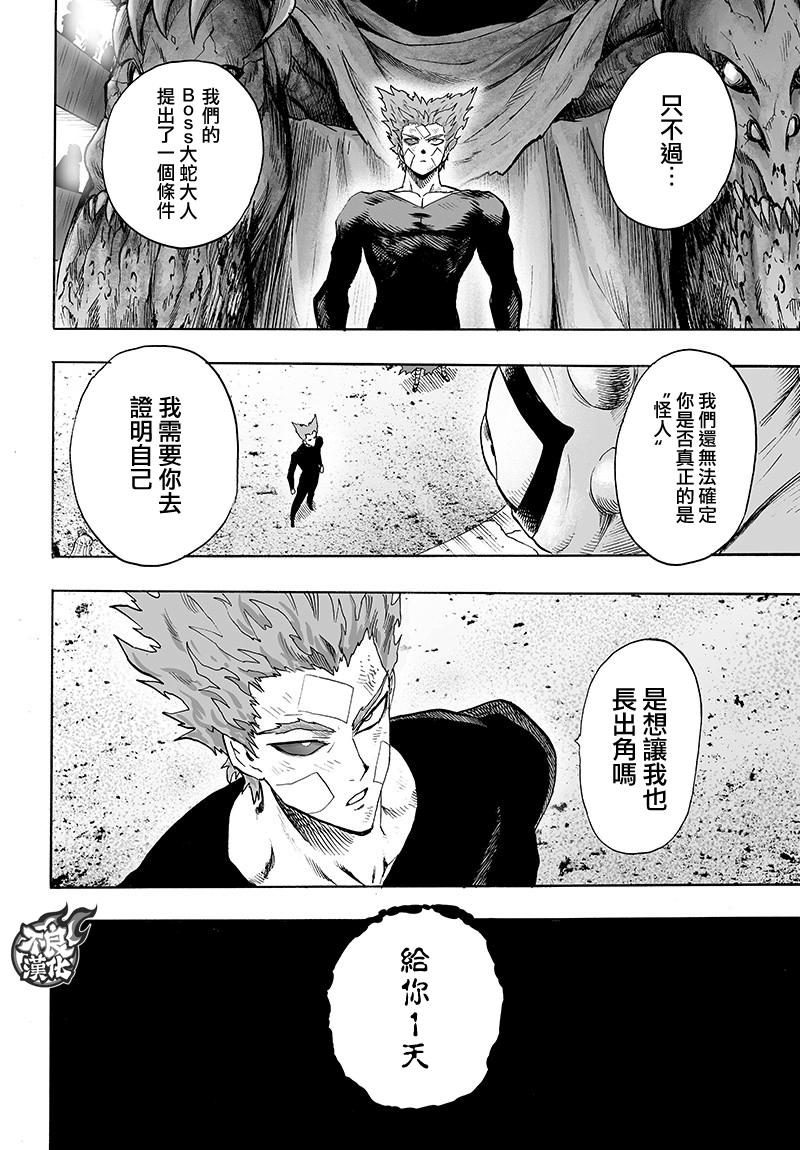 只不過…
我們的
Boss大蛇大人
提出了一個條件
我們還無法確定
你是否真正的是
“怪人”
我需要你去
證明自己
是想讓我也
長出角嗎
給你1天
狼
漢化